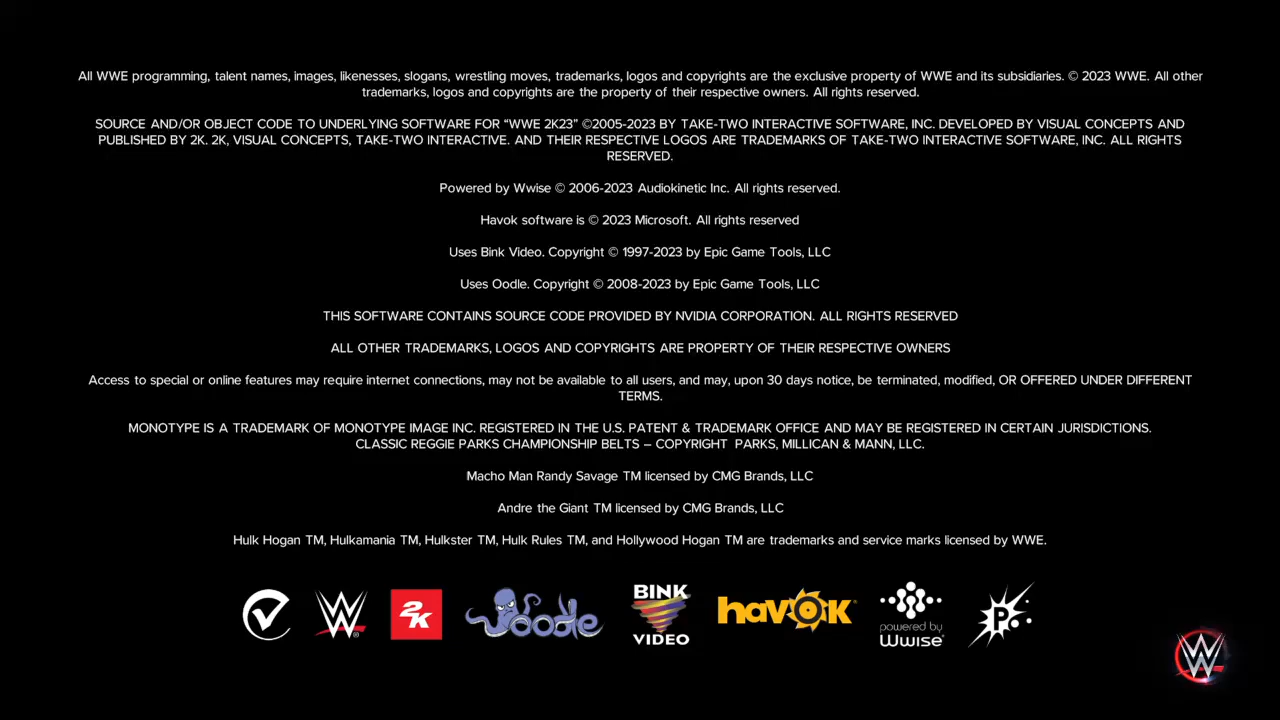 All WWE programming, talent names, images, likenesses, slogans, wrestling moves, trademarks, logos and copyrights are the exclusive property of WWE and its subsidiaries. © 2023 WWE. All other
trademarks, logos and copyrights are the property of their respective owners. All rights reserved.
SOURCE AND/OR OBJECT CODE TO UNDERLYING SOFTWARE FOR “WWE 2K23” ©2005-2023 BY TAKE-TWO INTERACTIVE SOFTWARE, INC. DEVELOPED BY VISUAL CONCEPTS AND
PUBLISHED BY 2K. 2K, VISUAL CONCEPTS, TAKE-TWO INTERACTIVE. AND THEIR RESPECTIVE LOGOS ARE TRADEMARKS OF TAKE-TWO INTERACTIVE SOFTWARE, INC. ALL RIGHTS
RESERVED.
Powered by Wwise © 2006-2023 Audiokinetic Inc. All rights reserved.
Havok software is © 2023 Microsoft. All rights reserved
Uses Bink Video. Copyright © 1997-2023 by Epic Game Tools, LLC
Uses Oodle. Copyright © 2008-2023 by Epic Game Tools, LLC
THIS SOFTWARE CONTAINS SOURCE CODE PROVIDED BY NVIDIA CORPORATION. ALL RIGHTS RESERVED
ALL OTHER TRADEMARKS, LOGOS AND COPYRIGHTS ARE PROPERTY OF THEIR RESPECTIVE OWNERS
Access to special or online features may require internet connections, may not be available to all users, and may, upon 30 days notice, be terminated, modified, OR OFFERED UNDER DIFFERENT
TERMS.
MONOTYPE IS A TRADEMARK OF MONOTYPE IMAGE INC. REGISTERED IN THE U.S. PATENT & TRADEMARK OFFICE AND MAY BE REGISTERED IN CERTAIN JURISDICTIONS.
CLASSIC REGGIE PARKS CHAMPIONSHIP BELTS – COPYRIGHT PARKS, MILLICAN & MANN, LLC.
Macho Man Randy Savage TM licensed by CMG Brands, LLC
Andre the Giant TM licensed by CMG Brands, LLC
Hulk Hogan TM, Hulkamania TM, Hulkster TM, Hulk Rules TM, and Hollywood Hogan TM are trademarks and service marks licensed by WWE.
W ® 2K oodle BINK VIDEO havoK ® powered by Wwise ® P
W